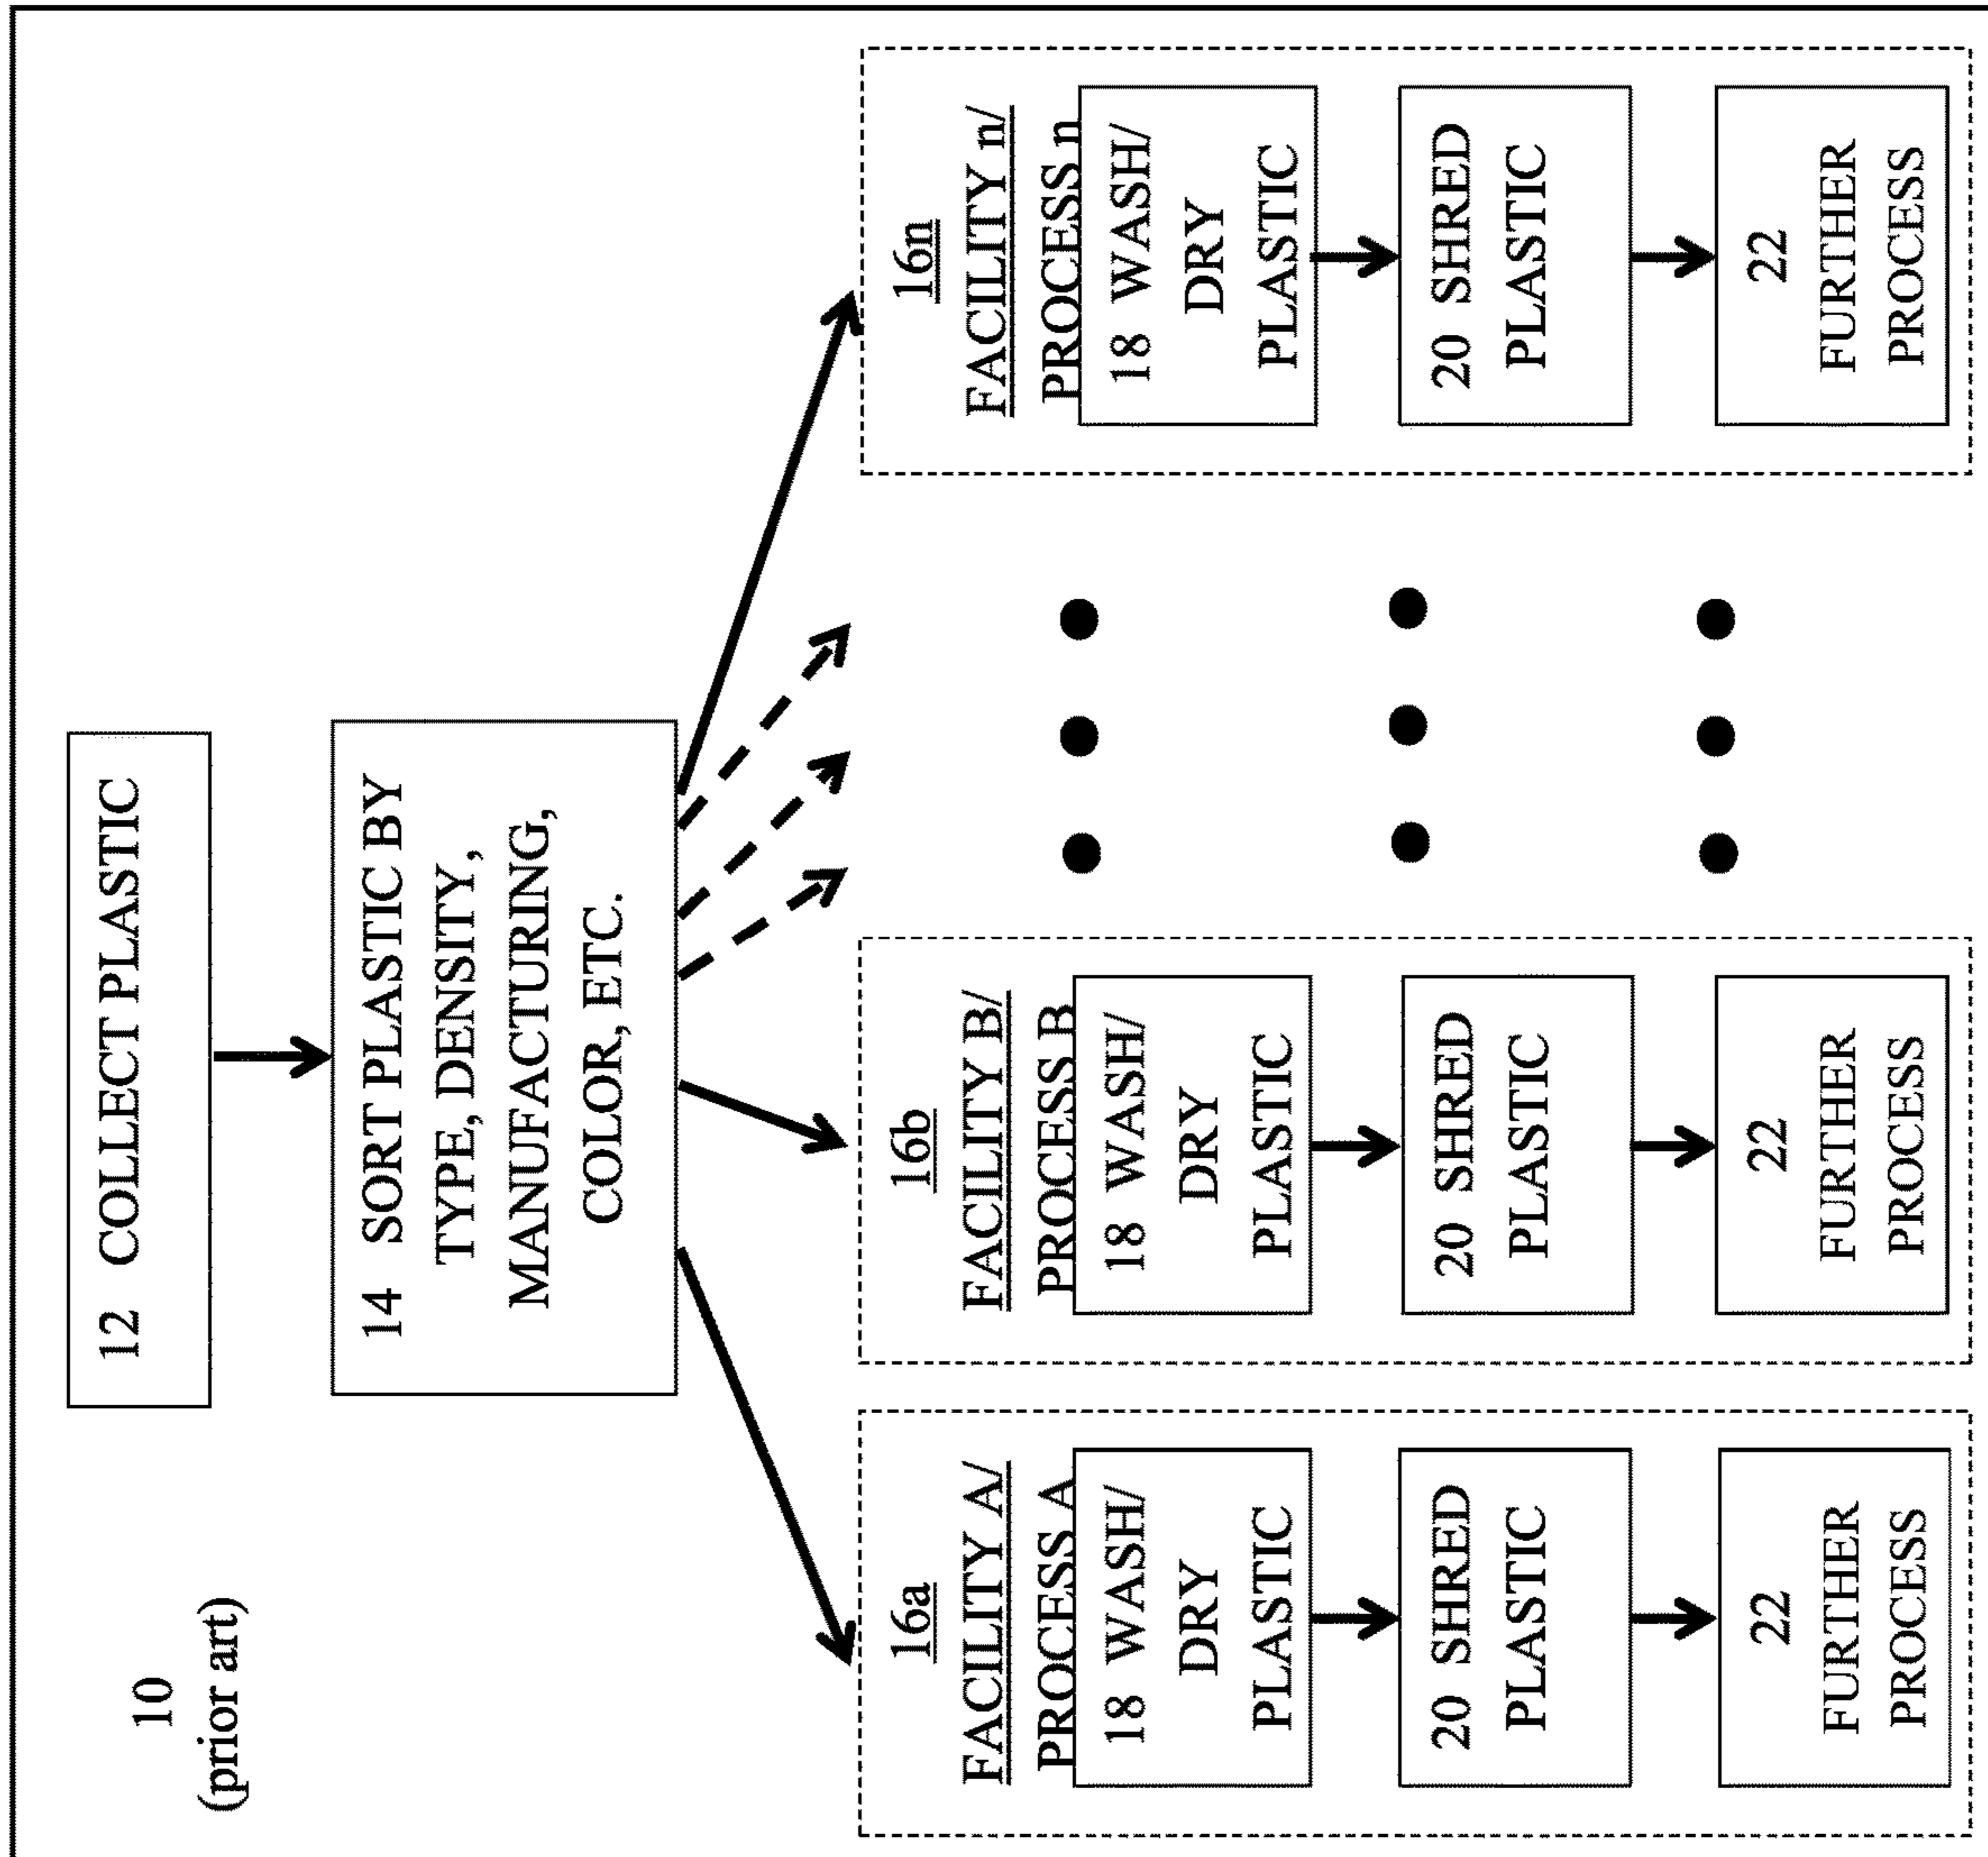 10
(prior art)
12 COLLECT PLASTIC
14 SORT PLASTIC BY
TYPE, DENSITY,
MANUFACTURING,
COLOR, ETC.
16a
FACILITY A/
PROCESS A
18 WASH/
DRY
PLASTIC
20 SHRED
PLASTIC
22
FURTHER
PROCESS
16b
FACILITY B/
PROCESS B
18 WASH/
DRY
PLASTIC
20 SHRED
PLASTIC
22
FURTHER
PROCESS
16n
FACILITY n/
PROCESS n
18 WASH/
DRY
PLASTIC
20 SHRED
PLASTIC
22
FURTHER
PROCESS